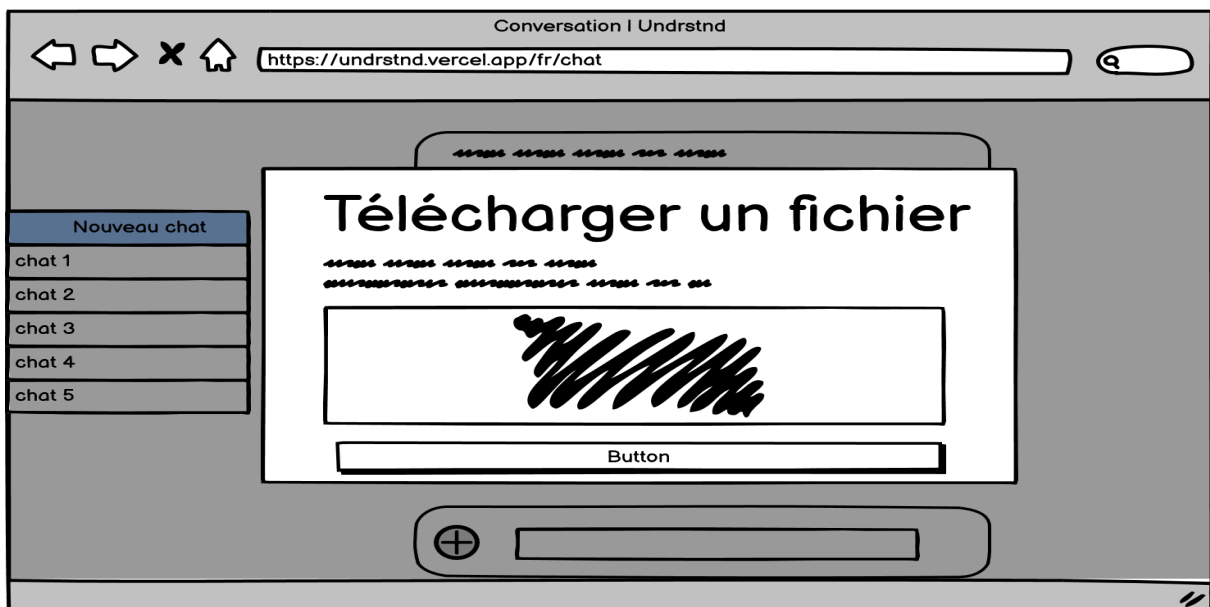 Conversation | Undrstnd
https://undrstnd.vercel.app/fr/chat
Nouveau chat
chat 1
chat 2
chat 3
chat 4
chat 5
Télécharger un fichier
Button